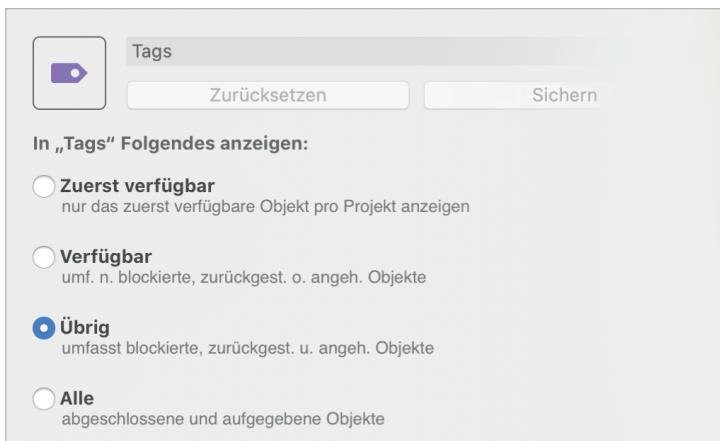 Tags
Zurücksetzen
Sichern
In „Tags“ Folgendes anzeigen:
Zuerst verfügbar
nur das zuerst verfügbare Objekt pro Projekt anzeigen
Verfügbar
umf. n. blockierte, zurückgest. o. angeh. Objekte
Übrig
umfasst blockierte, zurückgest. u. angeh. Objekte
Alle
abgeschlossene und aufgegebene Objekte